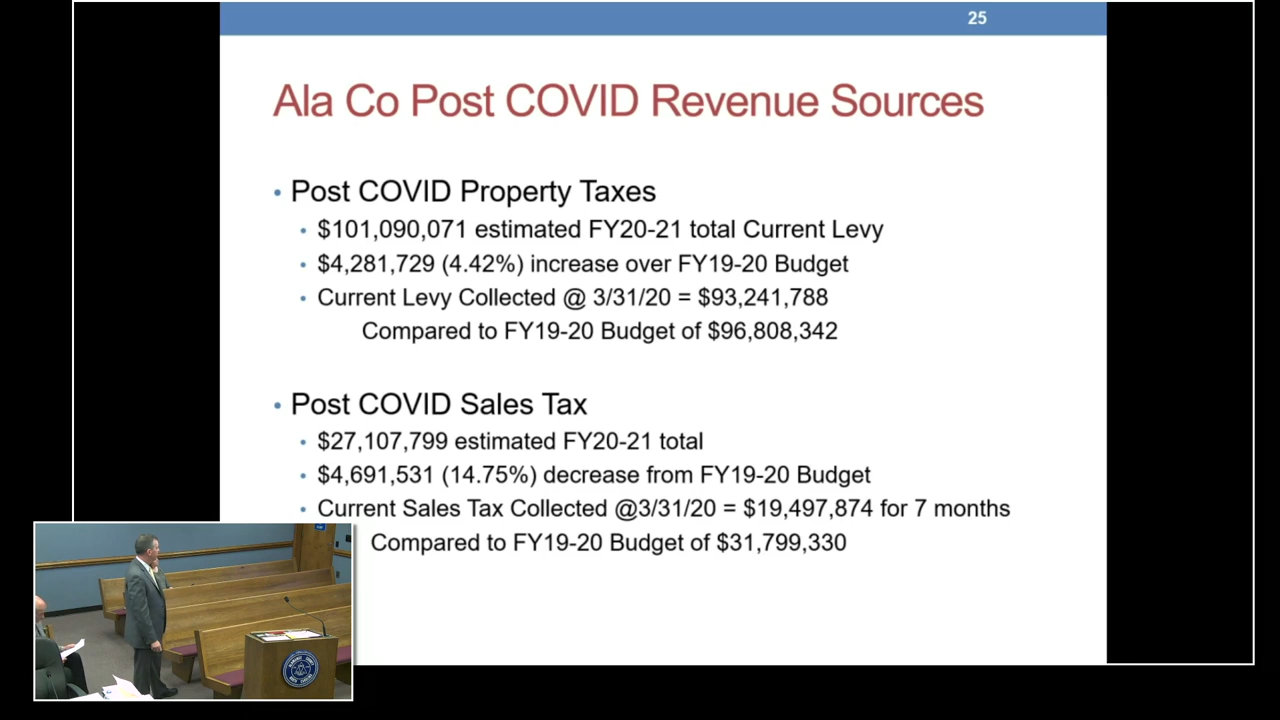 25
Ala Co Post COVID Revenue Sources
• Post COVID Property Taxes
• $101,090,071 estimated FY20-21 total Current Levy
• $4,281,729 (4.42%) increase over FY19-20 Budget
• Current Levy Collected @ 3/31/20 = $93,241,788
Compared to FY19-20 Budget of $96,808,342
• Post COVID Sales Tax
• $27,107,799 estimated FY20-21 total
• $4,691,531 (14.75%) decrease from FY19-20 Budget
• Current Sales Tax Collected @3/31/20 = $19,497,874 for 7 months
Compared to FY19-20 Budget of $31,799,330